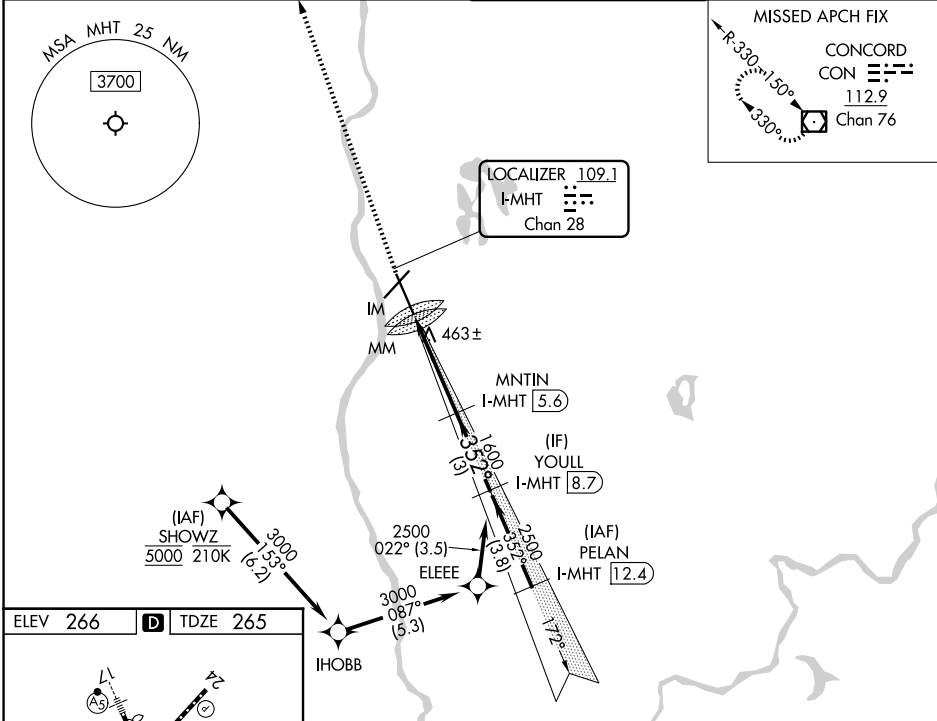 MSA MHT 25 NM
3700
MISSED APCH FIX
R-330
150°
330°
CONCORD
CON
112.9
Chan 76
LOCALIZER 109.1
I-MHT
Chan 28
IM
MM
463±
MNTIN
I-MHT 5.6
1600
352°
(3)
(IF)
YOULL
I-MHT 8.7
2500
352°
(3.8)
(IAF)
PELAN
I-MHT 12.4
172°
(IAF)
SHOWZ
5000 210K
3000
153°
(6.2)
2500
022° (3.5)
ELEEE
3000
087°
(5.3)
IHOBB
ELEV 266
D
TDZE 265
17
A5
24
P